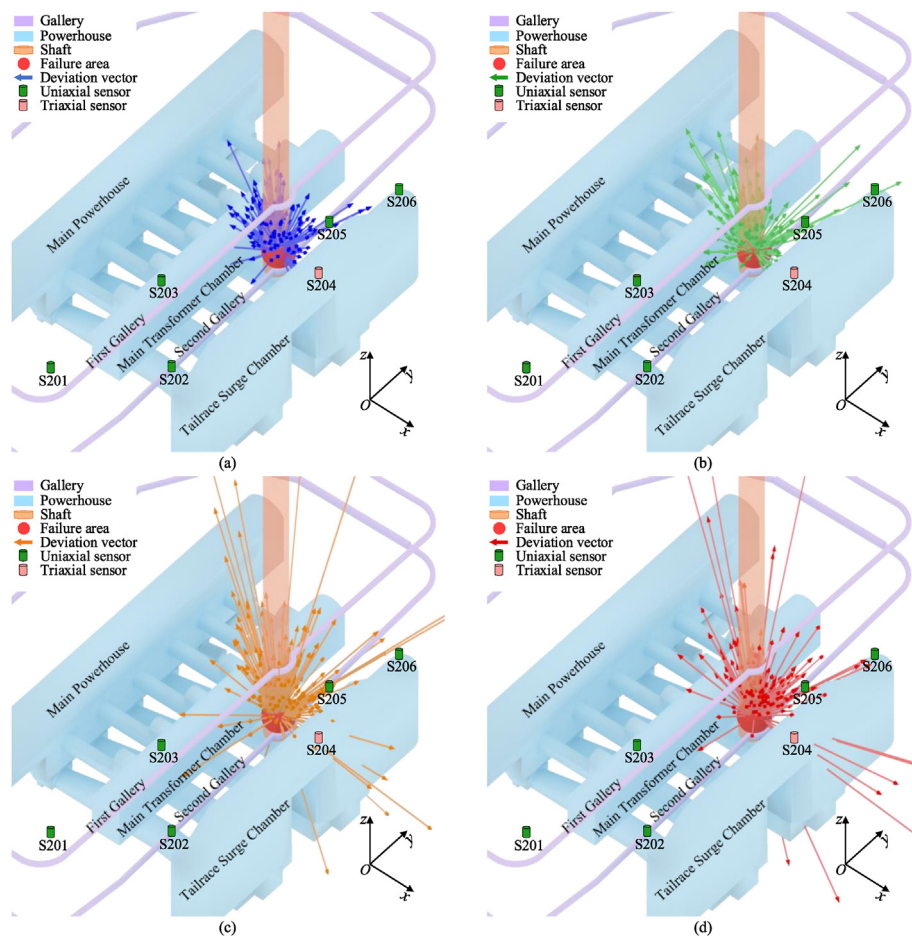 Gallery
Powerhouse
Shaft
Failure area
Deviation vector
Uniaxial sensor
Triaxial sensor
Main Powerhouse
First Gallery
Main Transformer Chamber
Second Gallery
Tailrace Surge Chamber
S201
S202
S203
S204
S205
S206
z
y
O
x
(a)
Gallery
Powerhouse
Shaft
Failure area
Deviation vector
Uniaxial sensor
Triaxial sensor
Main Powerhouse
First Gallery
Main Transformer Chamber
Second Gallery
Tailrace Surge Chamber
S201
S202
S203
S204
S205
S206
z
y
O
x
(b)
Gallery
Powerhouse
Shaft
Failure area
Deviation vector
Uniaxial sensor
Triaxial sensor
Main Powerhouse
First Gallery
Main Transformer Chamber
Second Gallery
Tailrace Surge Chamber
S201
S202
S203
S204
S205
S206
z
y
O
x
(c)
Gallery
Powerhouse
Shaft
Failure area
Deviation vector
Uniaxial sensor
Triaxial sensor
Main Powerhouse
First Gallery
Main Transformer Chamber
Second Gallery
Tailrace Surge Chamber
S201
S202
S203
S204
S205
S206
z
y
O
x
(d)